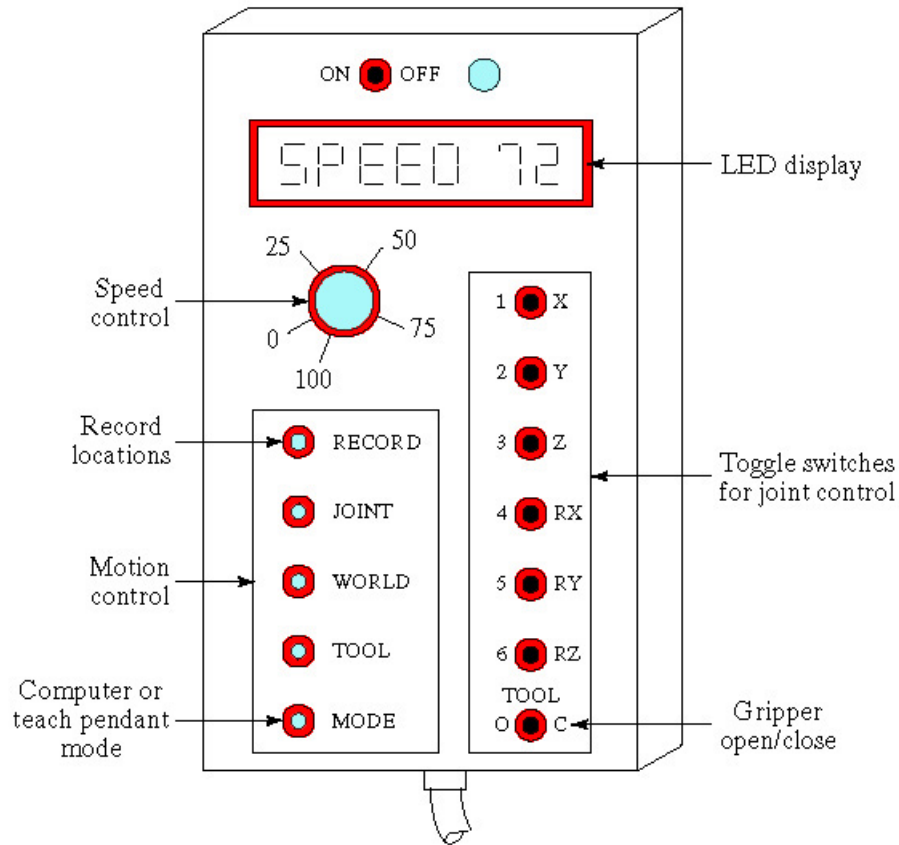 ON OFF
SPEED 72
LED display
25
50
Speed
control
0
75
100
1 X
2 Y
3 Z
4 RX
5 RY
6 RZ
TOOL
O C
Record
locations
RECORD
JOINT
Motion
control
WORLD
TOOL
Computer or
teach pendant
mode
MODE
Toggle switches
for joint control
Gripper
open/close